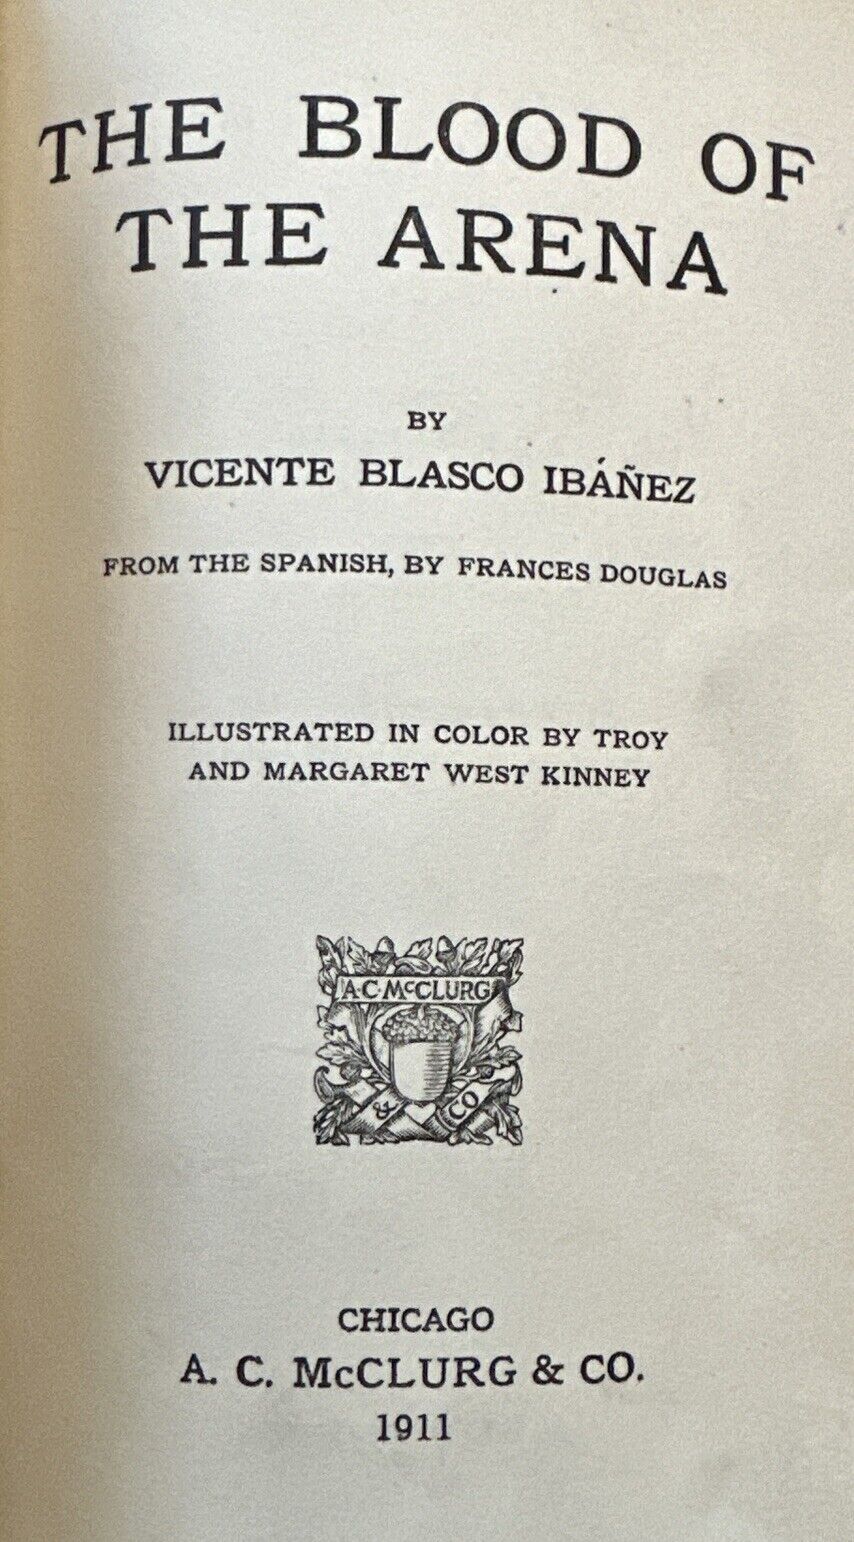 THE BLOOD OF
THE ARENA
BY
VICENTE BLASCO IBÁÑEZ
FROM THE SPANISH, BY FRANCES DOUGLAS
ILLUSTRATED IN COLOR BY TROY
AND MARGARET WEST KINNEY
A·C·McCLURG
& CO
CHICAGO
A. C. McCLURG & CO.
1911